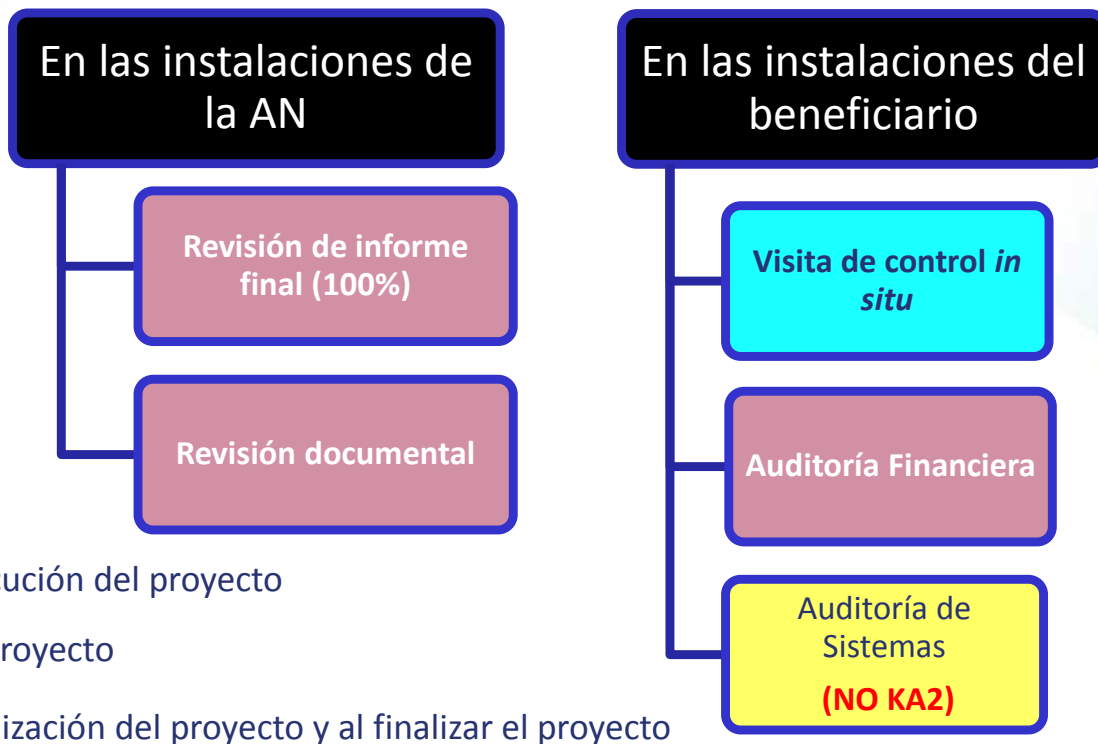 En las instalaciones de
la AN
Revisión de informe
final (100%)
Revisión documental
En las instalaciones del
beneficiario
Visita de control in
situ
Auditoría Financiera
Auditoría de
Sistemas
(NO KA2)
cución del proyecto
royecto
lización del proyecto y al finalizar el proyecto